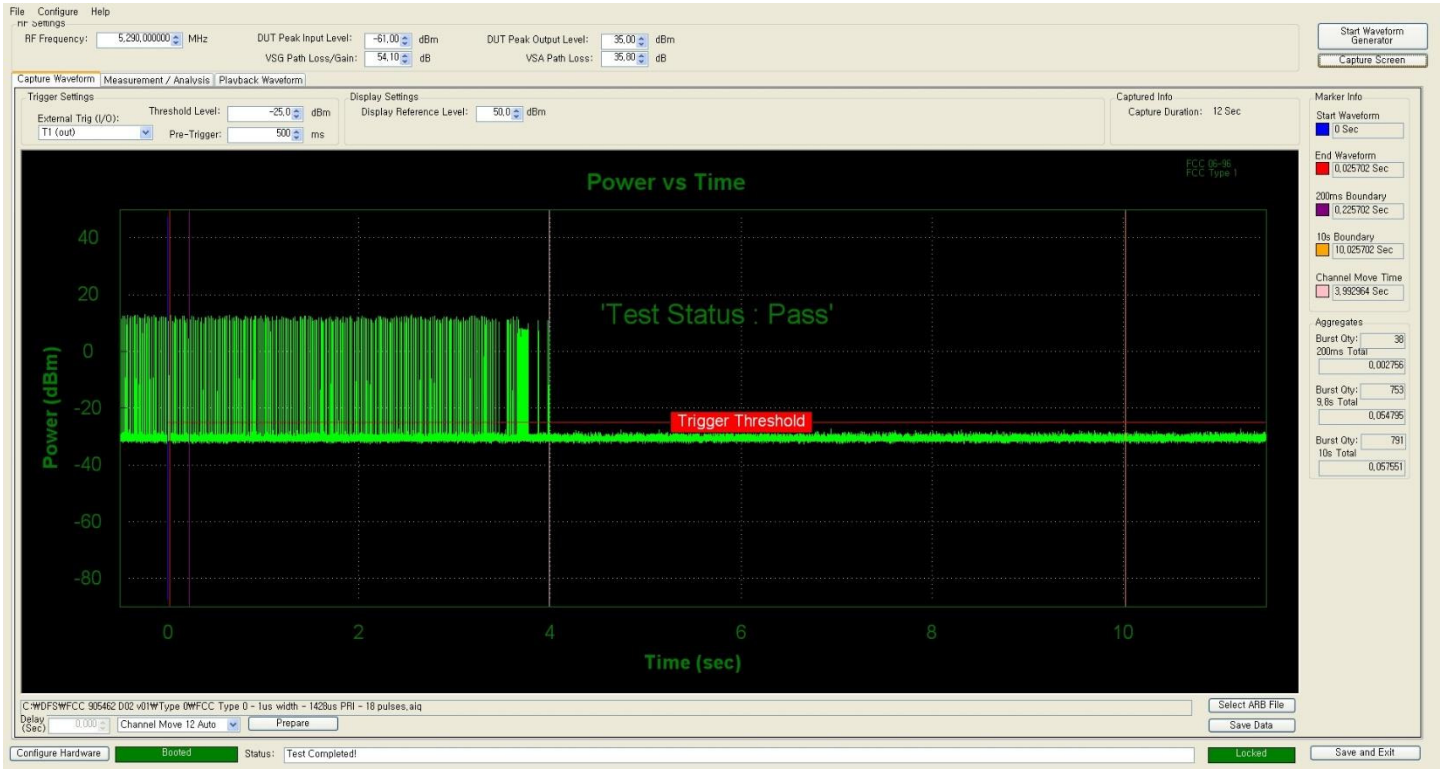 File Configure Help
RF Settings
RF Frequency: 5,290,000000 MHz DUT Peak Input Level: -61,00 dBm DUT Peak Output Level: 35,00 dBm
VSG Path Loss/Gain: 54,10 dB VSA Path Loss: 35,80 dB
Start Waveform Generator
Capture Screen
Capture Waveform Measurement / Analysis Playback Waveform
Trigger Settings
External Trig (I/O):
T1 (out)
Threshold Level: -25,0 dBm
Pre-Trigger: 500 ms
Display Settings
Display Reference Level: 50,0 dBm
Captured Info
Capture Duration: 12 Sec
Marker Info
Start Waveform
0 Sec
End Waveform
0,025702 Sec
200ms Boundary
0,225702 Sec
10s Boundary
10,025702 Sec
Channel Move Time
3,992964 Sec
Aggregates
Burst Qty: 38
200ms Total
0,002756
Burst Qty: 753
9,8s Total
0,054795
Burst Qty: 791
10s Total
0,057551
FCC 06-96
FCC Type 1
Power vs Time
'Test Status : Pass'
Trigger Threshold
Power (dBm)
40
20
0
-20
-40
-60
-80
0 2 4 6 8 10
Time (sec)
C:₩DFS₩FCC 905462 D02 v01₩Type 0₩FCC Type 0 - 1us width - 1428us PRI - 18 pulses,aiq
Select ARB File
Delay (Sec) 0,000 Channel Move 12 Auto Prepare
Save Data
Configure Hardware Booted Status: Test Completed! Locked Save and Exit